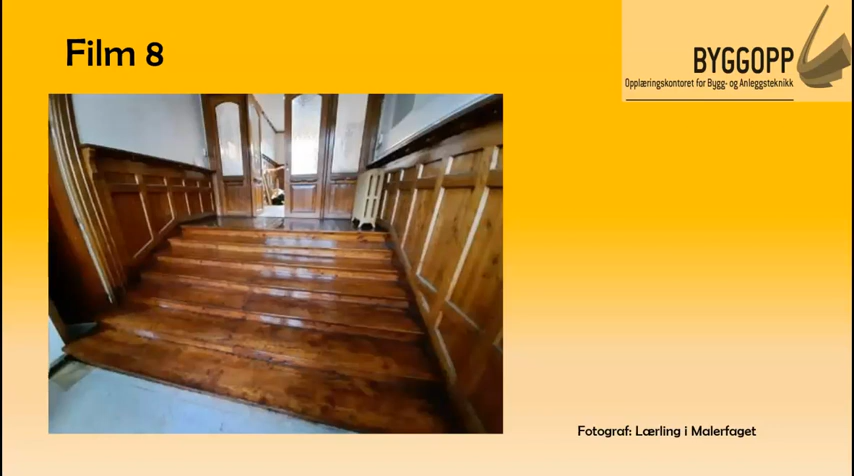 Film 8
BYGGOPP
Opplæringskontoret for Bygg- og Anleggsteknikk
Fotograf: Lærling i Malerfaget